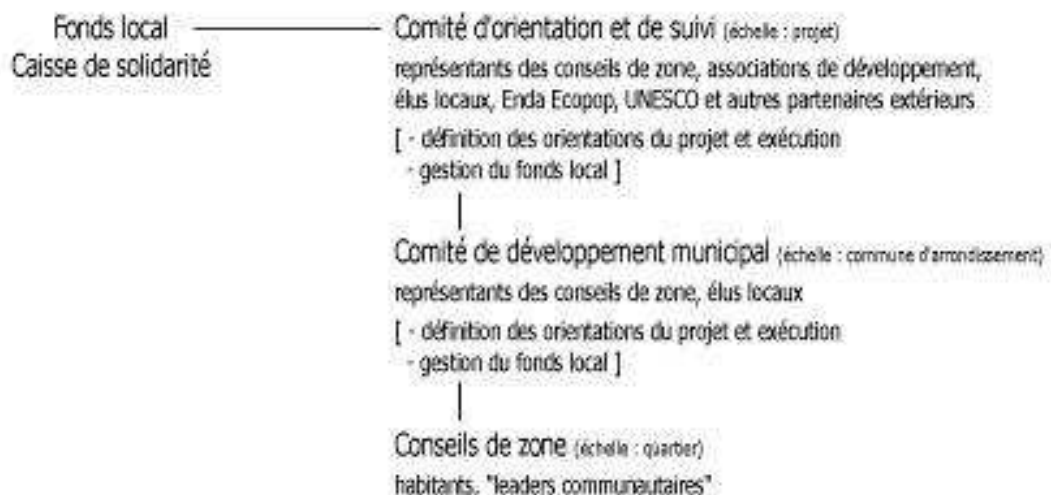 Fonds local
Caisse de solidarité
Comité d'orientation et de suivi (échelle : projet)
représentants des conseils de zone, associations de développement,
élus locaux, Enda Ecopop, UNESCO et autres partenaires extérieurs
[ - définition des orientations du projet et exécution
- gestion du fonds local ]
Comité de développement municipal (échelle : commune d'arrondissement)
représentants des conseils de zone, élus locaux
[ - définition des orientations du projet et exécution
- gestion du fonds local ]
Conseils de zone (échelle : quartier)
habitants, "leaders communautaires"